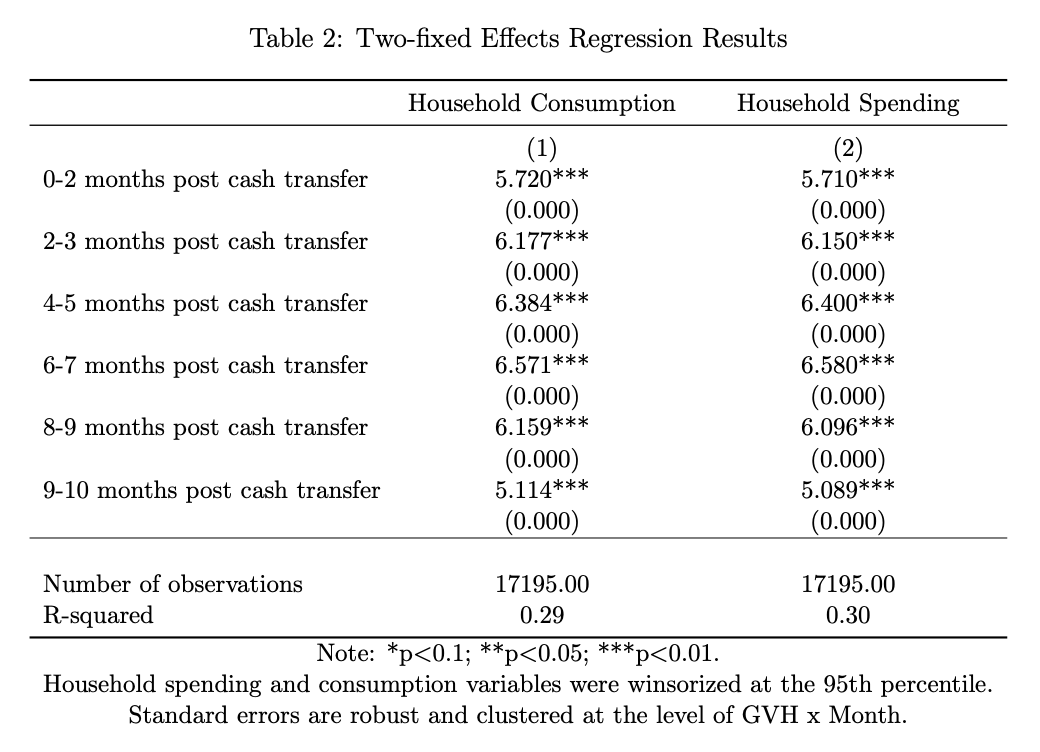 Table 2: Two-fixed Effects Regression Results
Household Consumption Household Spending
(1) (2)
0-2 months post cash transfer 5.720*** 5.710***
(0.000) (0.000)
2-3 months post cash transfer 6.177*** 6.150***
(0.000) (0.000)
4-5 months post cash transfer 6.384*** 6.400***
(0.000) (0.000)
6-7 months post cash transfer 6.571*** 6.580***
(0.000) (0.000)
8-9 months post cash transfer 6.159*** 6.096***
(0.000) (0.000)
9-10 months post cash transfer 5.114*** 5.089***
(0.000) (0.000)
Number of observations 17195.00 17195.00
R-squared 0.29 0.30
Note: *p<0.1; **p<0.05; ***p<0.01.
Household spending and consumption variables were winsorized at the 95th percentile.
Standard errors are robust and clustered at the level of GVH x Month.